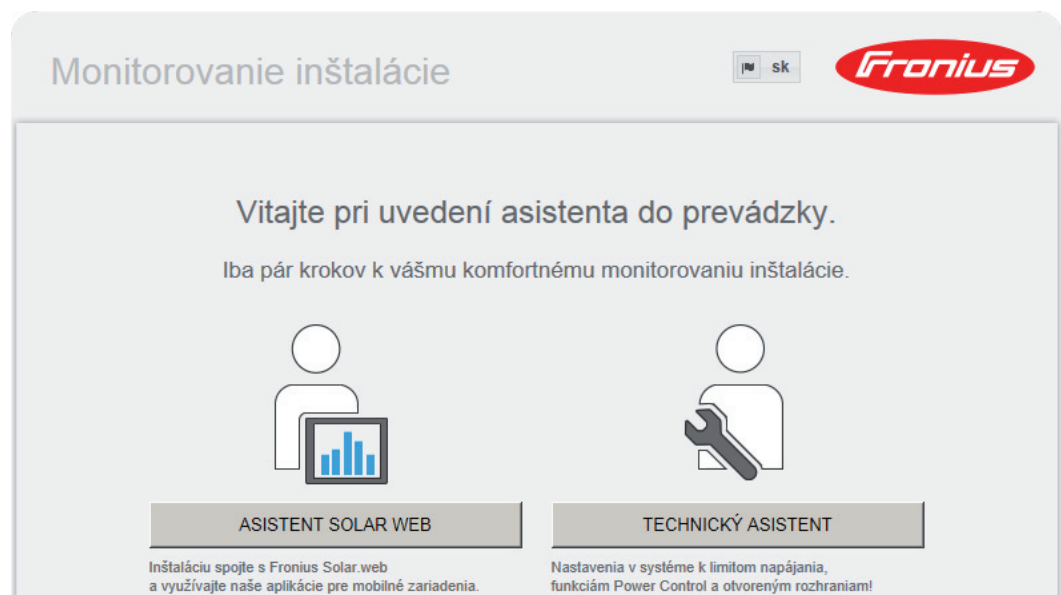 Monitorovanie inštalácie
sk
Fronius
Vitajte pri uvedení asistenta do prevádzky.
Iba pár krokov k vášmu komfortnému monitorovaniu inštalácie.
ASISTENT SOLAR WEB
TECHNICKÝ ASISTENT
Inštaláciu spojte s Fronius Solar.web
a využívajte naše aplikácie pre mobilné zariadenia.
Nastavenia v systéme k limitom napájania,
funkciám Power Control a otvoreným rozhraniam!